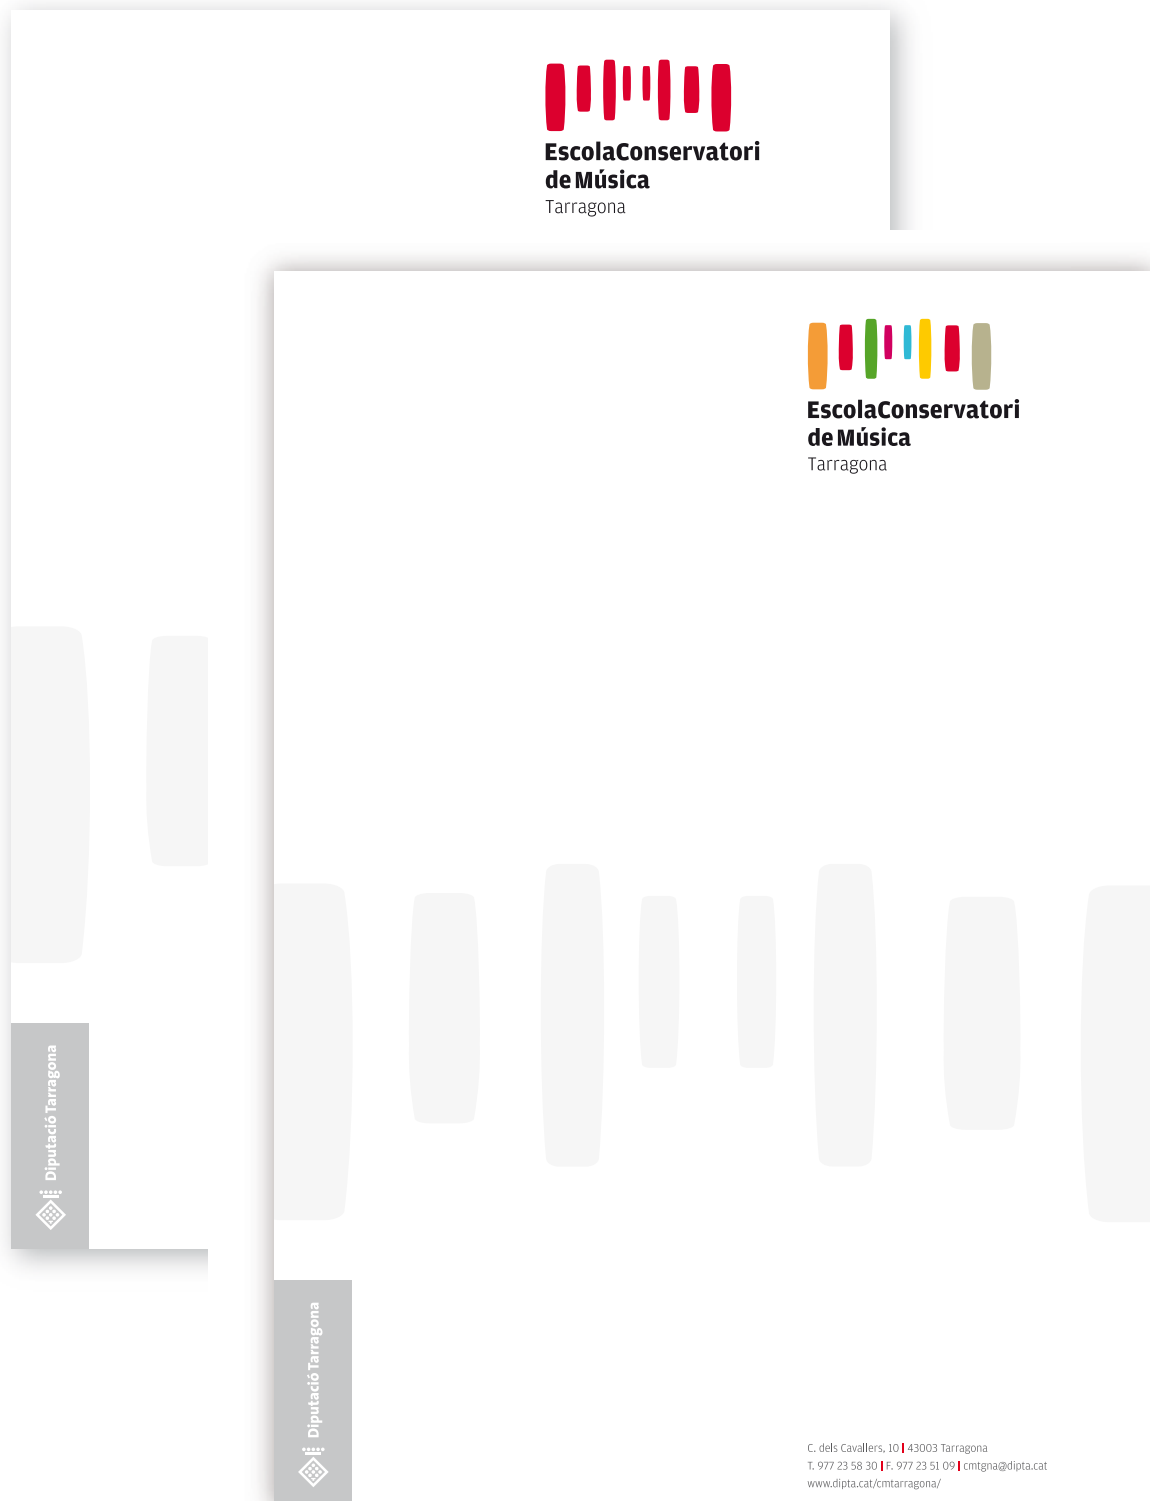 EscolaConservatori
de Música
Tarragona
EscolaConservatori
de Música
Tarragona
Diputació Tarragona
Diputació Tarragona
C. dels Cavallers, 10 | 43003 Tarragona
T. 977 23 58 30 | F. 977 23 51 09 | cmtgna@dipta.cat
www.dipta.cat/cmtarragona/